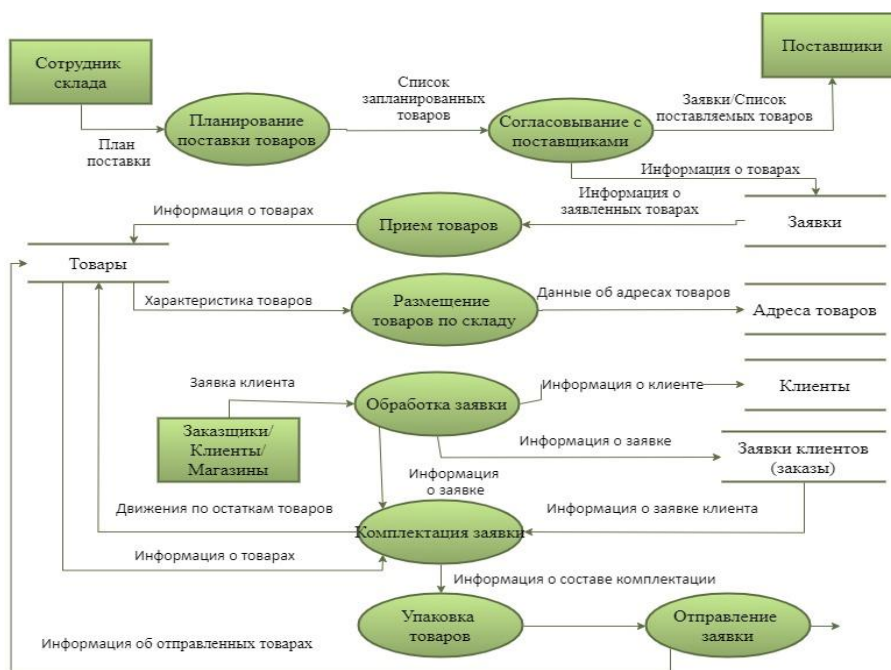 Поставщики
Сотрудник
склада
Список
запланированных
товаров
Заявки/Список
поставляемых товаров
Планирование
поставки товаров
Согласовывание с
поставщиками
План
поставки
Информация о товарах
Информация о
заявленных товарах
Информация о товарах
Прием товаров
Заявки
Товары
Характеристика товаров
Размещение
товаров по складу
Данные об адресах товаров
Адреса товаров
Заявка клиента
Обработка заявки
Информация о клиенте
Клиенты
Заказщики/
Клиенты/
Магазины
Информация о заявке
Заявки клиентов
(заказы)
Информация
о заявке
Движения по остаткам товаров
Комплектация заявки
Информация о заявке клиента
Информация о товарах
Информация о составе комплектации
Упаковка
товаров
Отправление
заявки
Информация об отправленных товарах